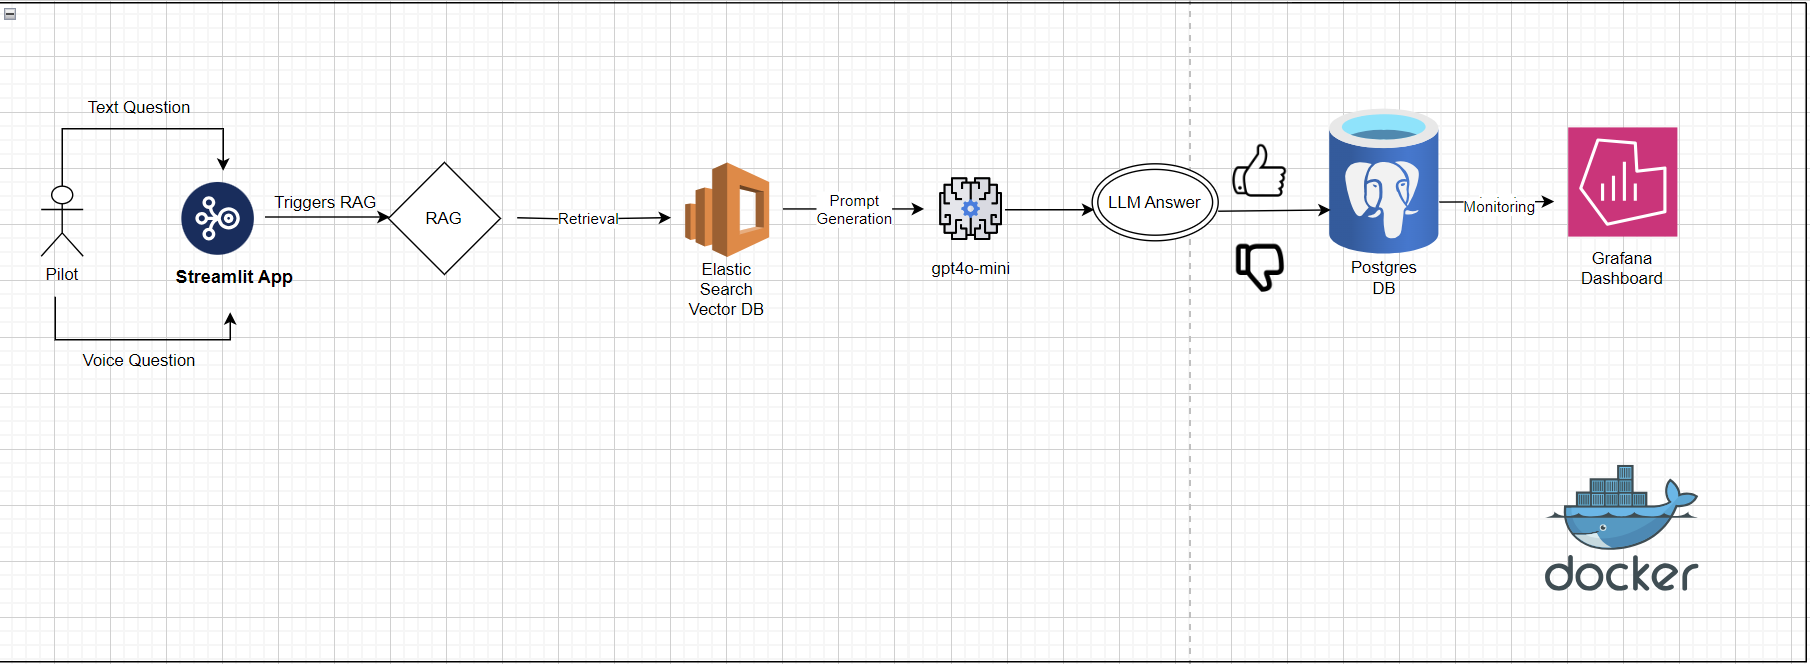 Text Question
Pilot
Voice Question
Streamlit App
Triggers RAG
RAG
Retrieval
Elastic
Search
Vector DB
Prompt
Generation
gpt4o-mini
LLM Answer
Postgres
DB
Monitoring
Grafana
Dashboard
docker